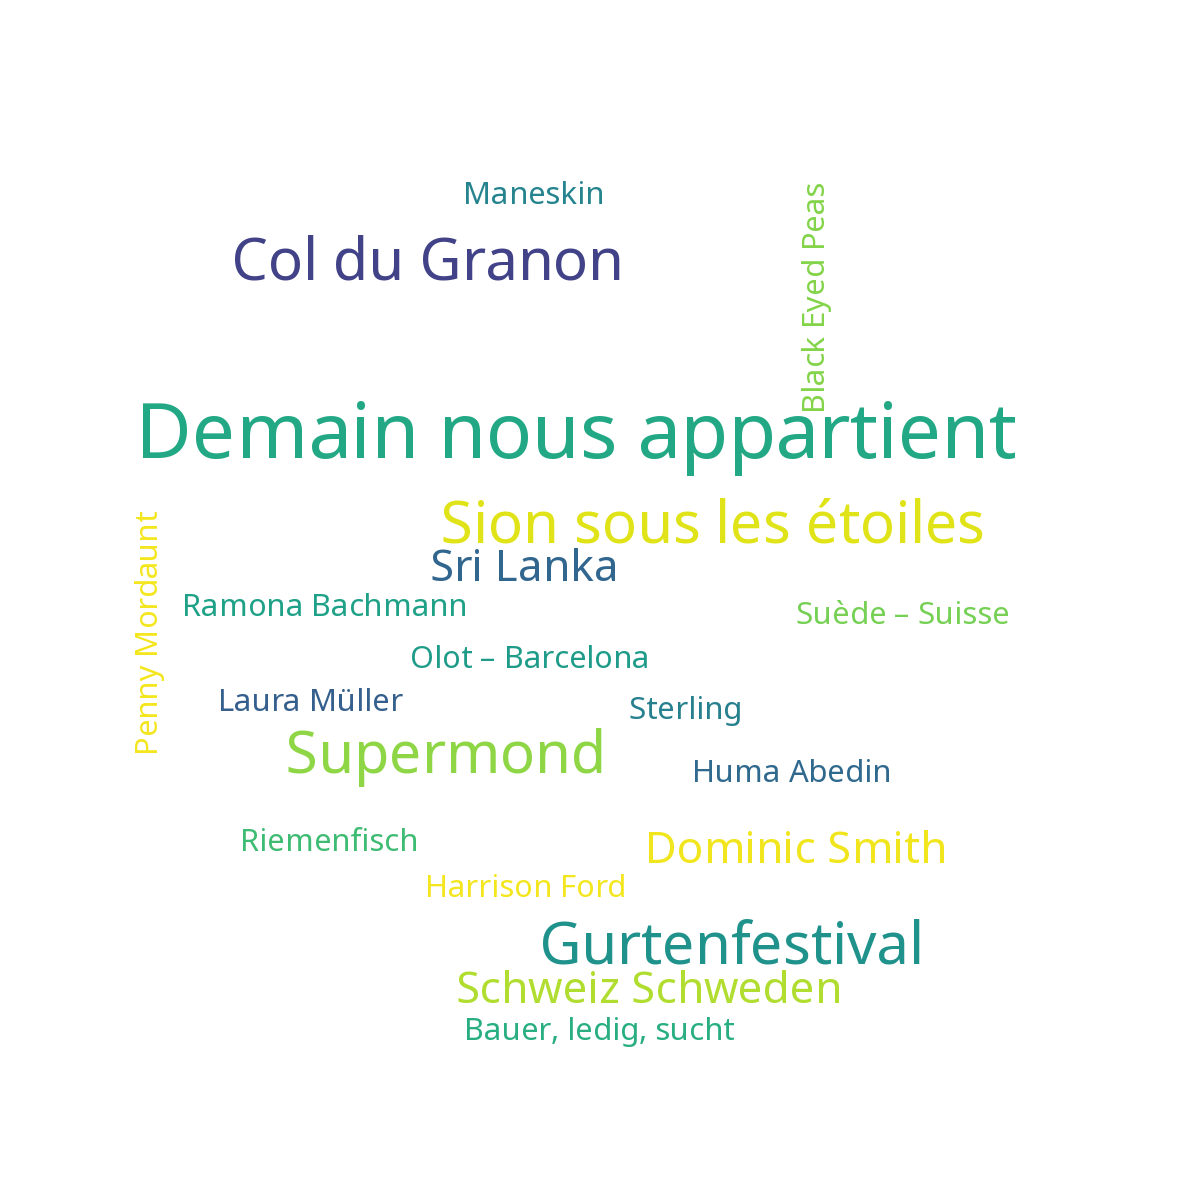 Maneskin
Black Eyed Peas
Col du Granon
Demain nous appartient
Sion sous les étoiles
Sri Lanka
Penny Mordaunt
Ramona Bachmann
Suède – Suisse
Olot – Barcelona
Laura Müller
Sterling
Supermond
Huma Abedin
Riemenfisch
Dominic Smith
Harrison Ford
Gurtenfestival
Schweiz Schweden
Bauer, ledig, sucht